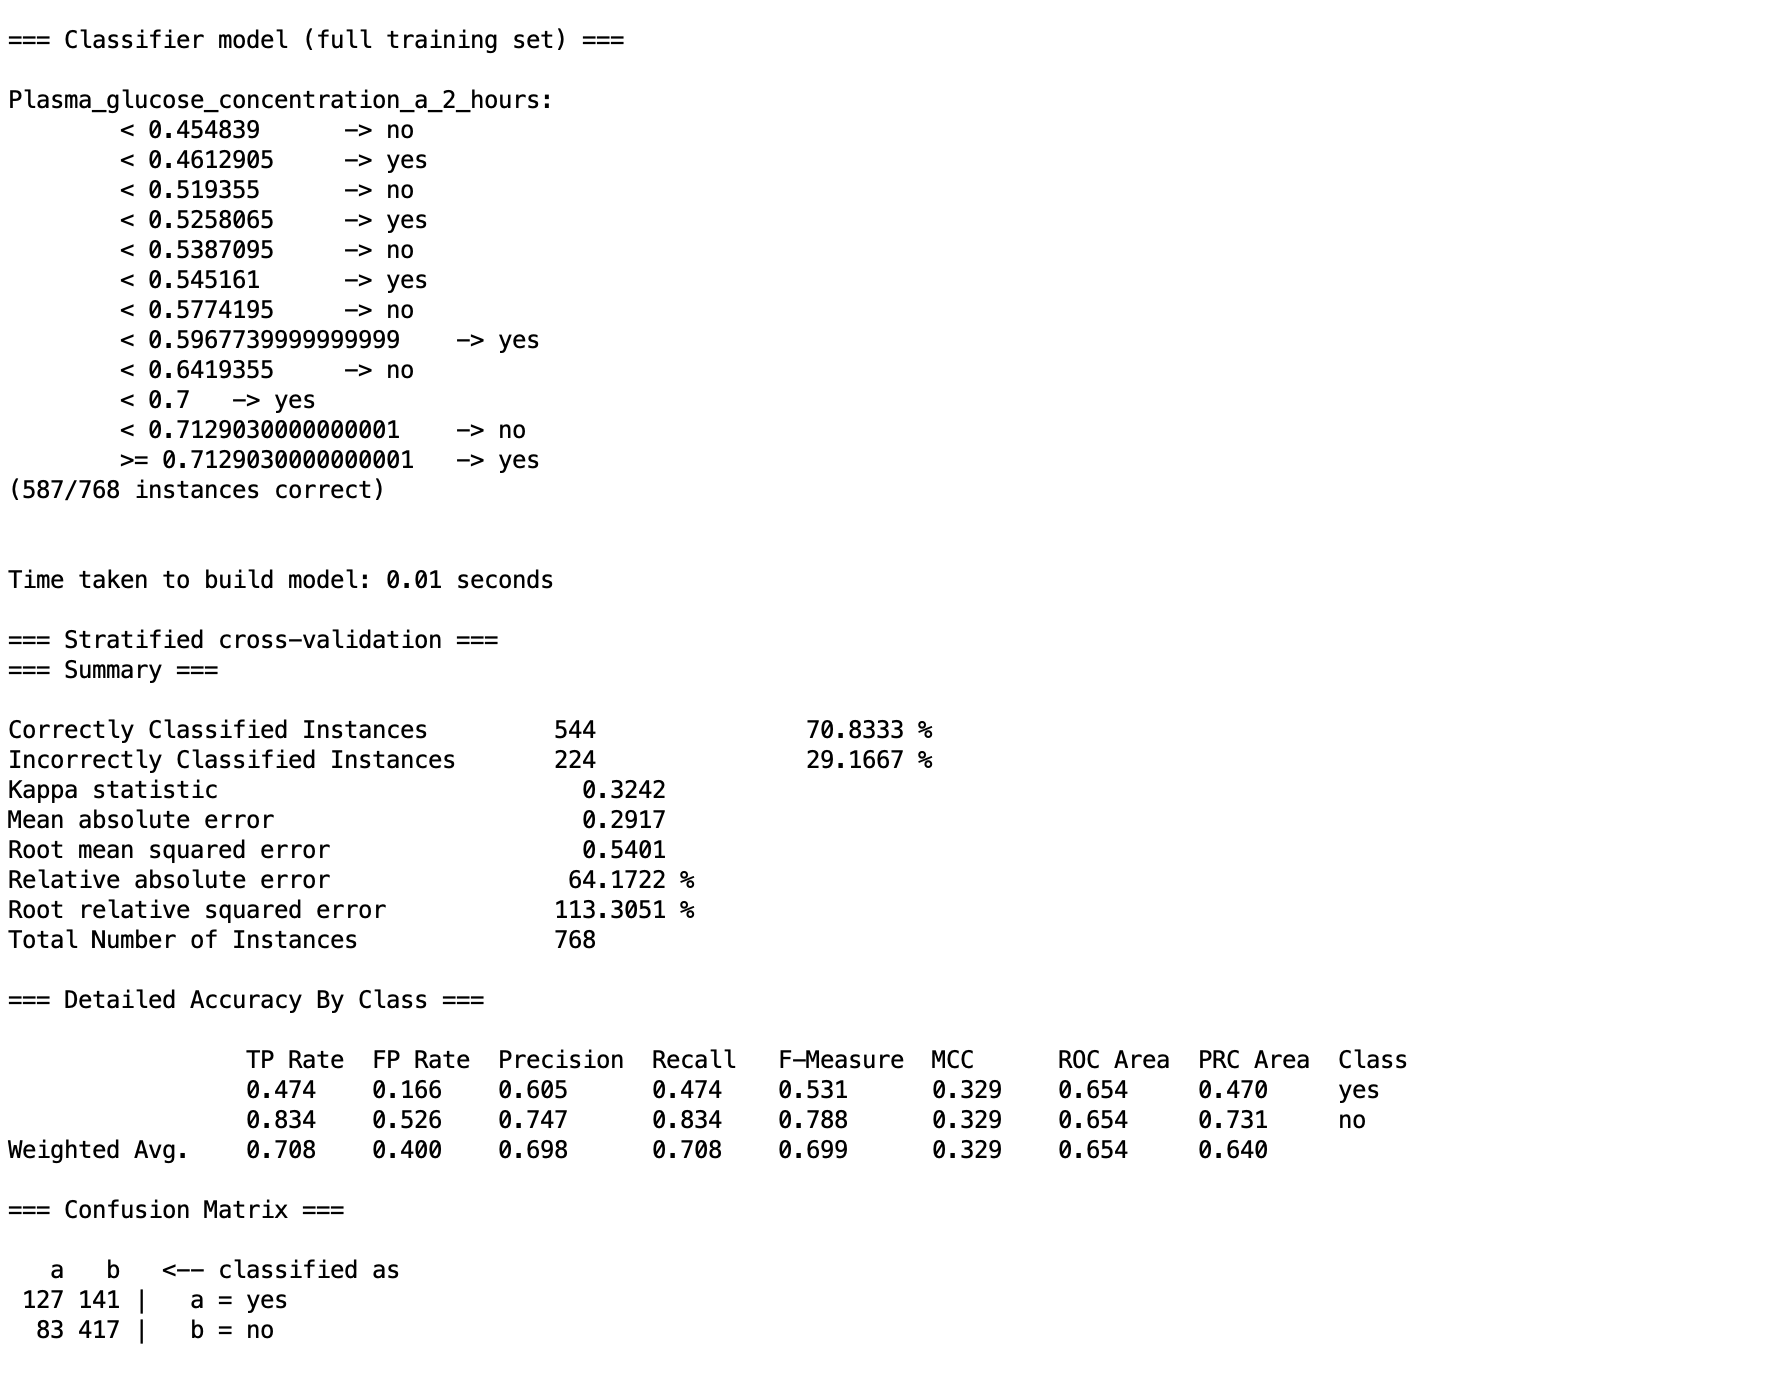 === Classifier model (full training set) ===
Plasma_glucose_concentration_a_2_hours:
< 0.454839 -> no
< 0.4612905 -> yes
< 0.519355 -> no
< 0.5258065 -> yes
< 0.5387095 -> no
< 0.545161 -> yes
< 0.5774195 -> no
< 0.5967739999999999 -> yes
< 0.6419355 -> no
< 0.7 -> yes
< 0.7129030000000001 -> no
>= 0.7129030000000001 -> yes
(587/768 instances correct)
Time taken to build model: 0.01 seconds
=== Stratified cross-validation ===
=== Summary ===
Correctly Classified Instances 544 70.8333 %
Incorrectly Classified Instances 224 29.1667 %
Kappa statistic 0.3242
Mean absolute error 0.2917
Root mean squared error 0.5401
Relative absolute error 64.1722 %
Root relative squared error 113.3051 %
Total Number of Instances 768
=== Detailed Accuracy By Class ===
TP Rate FP Rate Precision Recall F-Measure MCC ROC Area PRC Area Class
0.474 0.166 0.605 0.474 0.531 0.329 0.654 0.470 yes
0.834 0.526 0.747 0.834 0.788 0.329 0.654 0.731 no
Weighted Avg. 0.708 0.400 0.698 0.708 0.699 0.329 0.654 0.640
=== Confusion Matrix ===
a b <-- classified as
127 141 | a = yes
83 417 | b = no